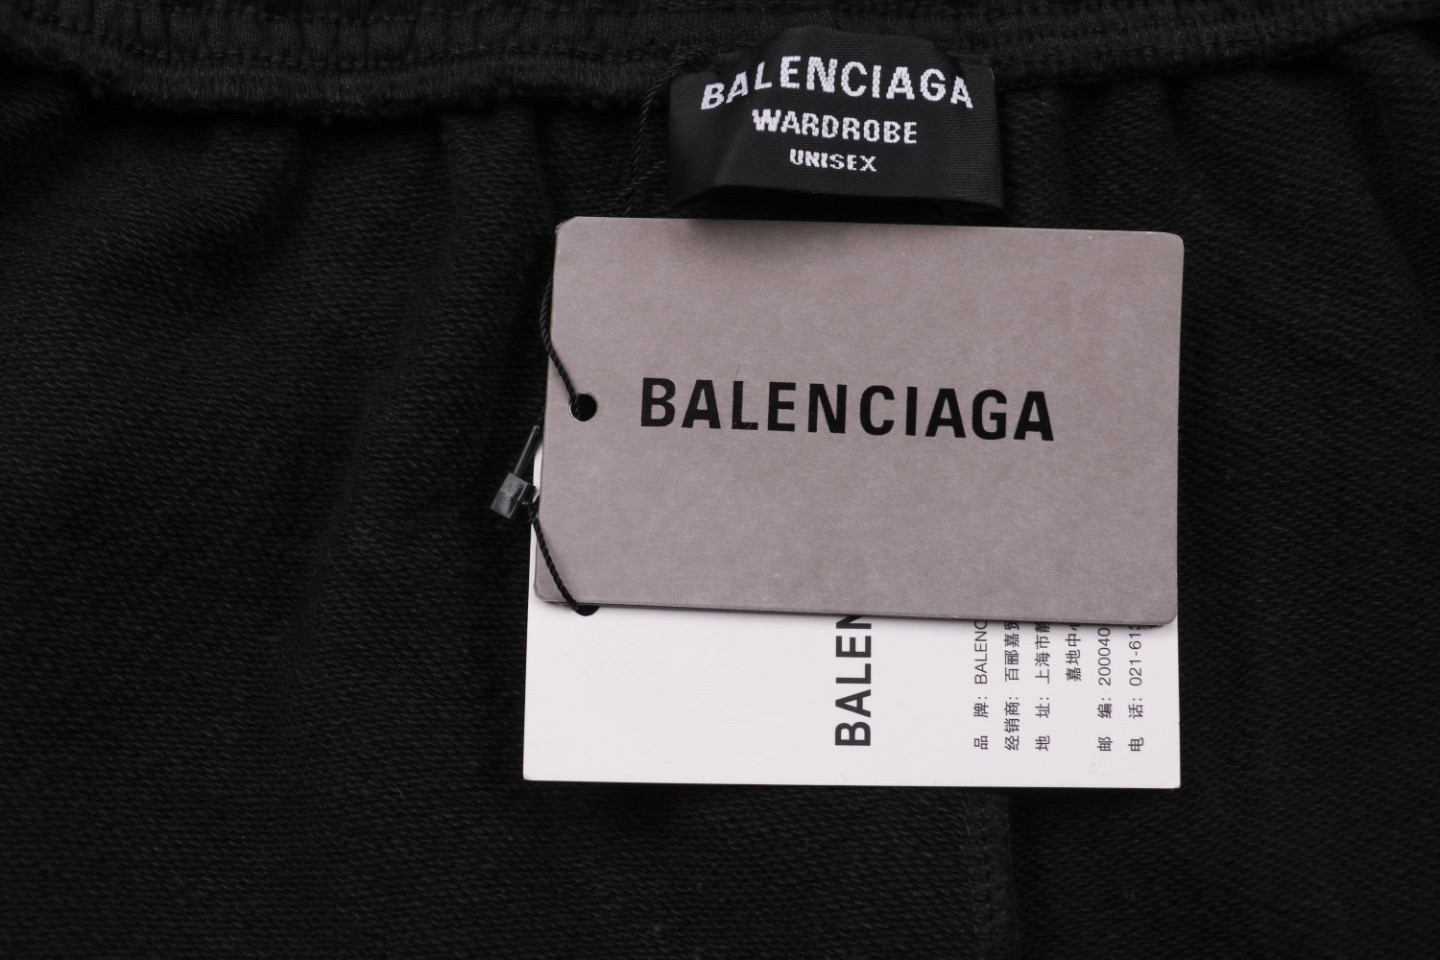 BALENCIAGA
WARDROBE
UNISEX
BALENCIAGA
BALEN
品 牌: BALENC
经销商: 百郦嘉
地 址: 上海市
嘉地中
邮 编: 20004
电 话: 021-61